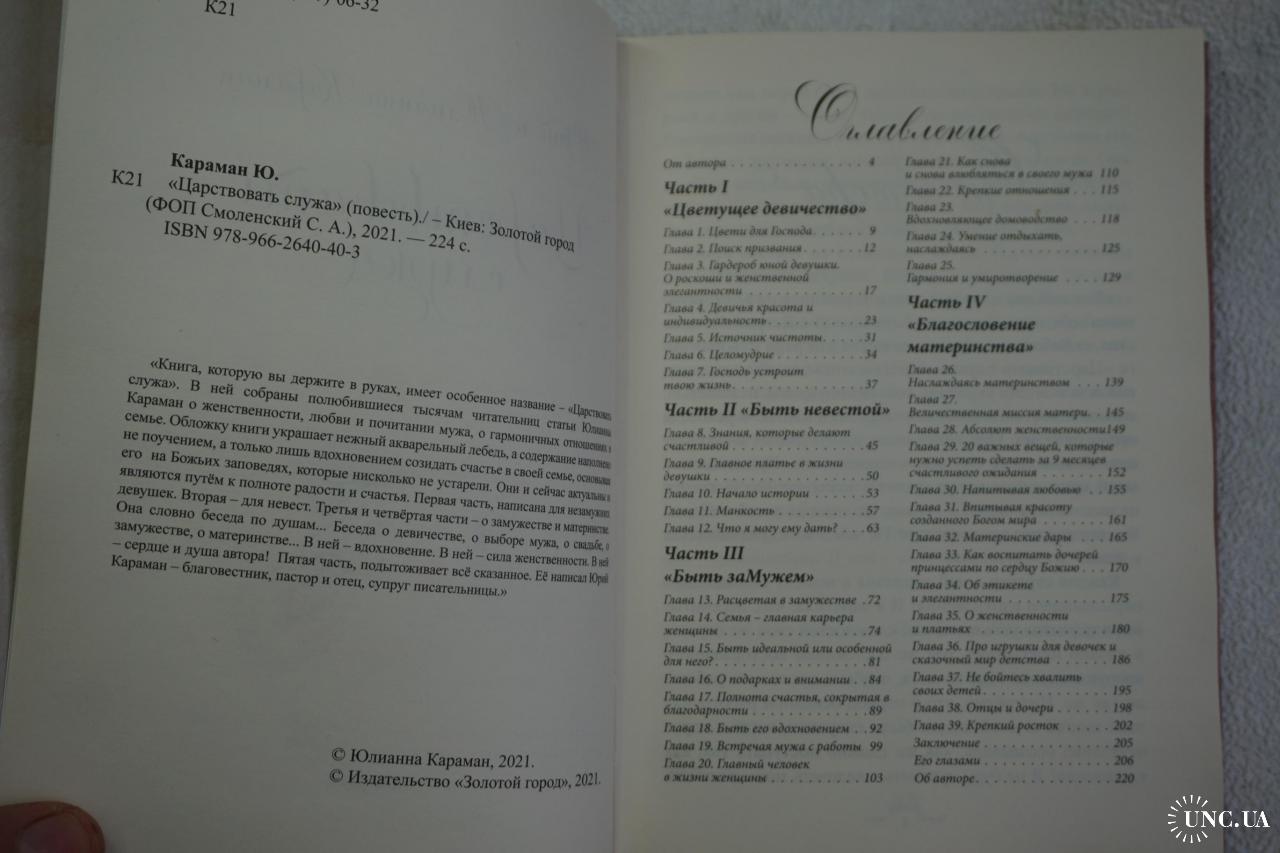 06-32
К21
Караман Ю.
К21 «Царствовать служа» (повесть)./ – Киев: Золотой город
(ФОП Смоленский С. А.), 2021. — 224 с.
ISBN 978-966-2640-40-3
«Книга, которую вы держите в руках, имеет особенное название – «Царствовать
служа». В ней собраны полюбившиеся тысячам читательниц статьи Юлианны
Караман о женственности, любви и почитании мужа, о гармоничных отношениях в
семье. Обложку книги украшает нежный акварельный лебедь, а содержание наполнено
не поучением, а только лишь вдохновением созидать счастье в своей семье, основывая
его на Божьих заповедях, которые нисколько не устарели. Они и сейчас актуальны и
являются путём к полноте радости и счастья. Первая часть, написана для незамужних
девушек. Вторая – для невест. Третья и четвёртая части – о замужестве и материнстве.
Она словно беседа по душам... Беседа о девичестве, о выборе мужа, о свадьбе, о
замужестве, о материнстве... В ней – вдохновение. В ней – сила женственности. В ней
– сердце и душа автора! Пятая часть, подытоживает всё сказанное. Её написал Юрий
Караман – благовестник, пастор и отец, супруг писательницы.»
© Юлианна Караман, 2021.
© Издательство «Золотой город», 2021.
Оглавление
От автора . . . . . . . . . . . . . . . 4
Часть I
«Цветущее девичество»
Глава 1. Цвети для Господа. . . . . . . 9
Глава 2. Поиск призвания . . . . . . . 12
Глава 3. Гардероб юной девушки.
О роскоши и женственной
элегантности . . . . . . . . . . . . . 17
Глава 4. Девичья красота и
индивидуальность. . . . . . . . . . . 23
Глава 5. Источник чистоты. . . . . 31
Глава 6. Целомудрие . . . . . . . . . . 34
Глава 7. Господь устроит
твою жизнь. . . . . . . . . . . . . . . 37
Часть II «Быть невестой»
Глава 8. Знания, которые делают
счастливой . . . . . . . . . . . . . . . 45
Глава 9. Главное платье в жизни
девушки . . . . . . . . . . . . . . . . . 50
Глава 10. Начало истории . . . . . . 53
Глава 11. Манкость . . . . . . . . . . 57
Глава 12. Что я могу ему дать? . . . 63
Часть III
«Быть заМужем»
Глава 13. Расцветая в замужестве . 72
Глава 14. Семья – главная карьера
женщины . . . . . . . . . . . . . . . . 74
Глава 15. Быть идеальной или особенной
для него? . . . . . . . . . . . . . . . . 81
Глава 16. О подарках и внимании . . 84
Глава 17. Полнота счастья, сокрытая в
благодарности . . . . . . . . . . . . . 89
Глава 18. Быть его вдохновением . . 92
Глава 19. Встречая мужа с работы 99
Глава 20. Главный человек
в жизни женщины . . . . . . . . . . 103
Глава 21. Как снова
и снова влюбляться в своего мужа 110
Глава 22. Крепкие отношения . . . 115
Глава 23.
Вдохновляющее домоводство . . . 118
Глава 24. Умение отдыхать,
наслаждаясь . . . . . . . . . . . . . . 125
Глава 25.
Гармония и умиротворение . . . . 129
Часть IV
«Благословение
материнства»
Глава 26.
Наслаждаясь материнством . . . 139
Глава 27.
Величественная миссия матери. . 145
Глава 28. Абсолют женственности149
Глава 29. 20 важных вещей, которые
нужно успеть сделать за 9 месяцев
счастливого ожидания . . . . . . . 152
Глава 30. Напитывая любовью . . 155
Глава 31. Впитывая красоту
созданного Богом мира . . . . . . . 161
Глава 32. Материнские дары . . . . 165
Глава 33. Как воспитать дочерей
принцессами по сердцу Божию . . . 170
Глава 34. Об этикете
и элегантности . . . . . . . . . . . . 175
Глава 35. О женственности
и платьях . . . . . . . . . . . . . . . 180
Глава 36. Про игрушки для девочек и
сказочный мир детства . . . . . . 186
Глава 37. Не бойтесь хвалить
своих детей . . . . . . . . . . . . . . 195
Глава 38. Отцы и дочери . . . . . . 198
Глава 39. Крепкий росток . . . . . 202
Заключение . . . . . . . . . . . . . . 205
Его глазами . . . . . . . . . . . . . . 206
Об авторе. . . . . . . . . . . . . . . . 220
UNC.UA